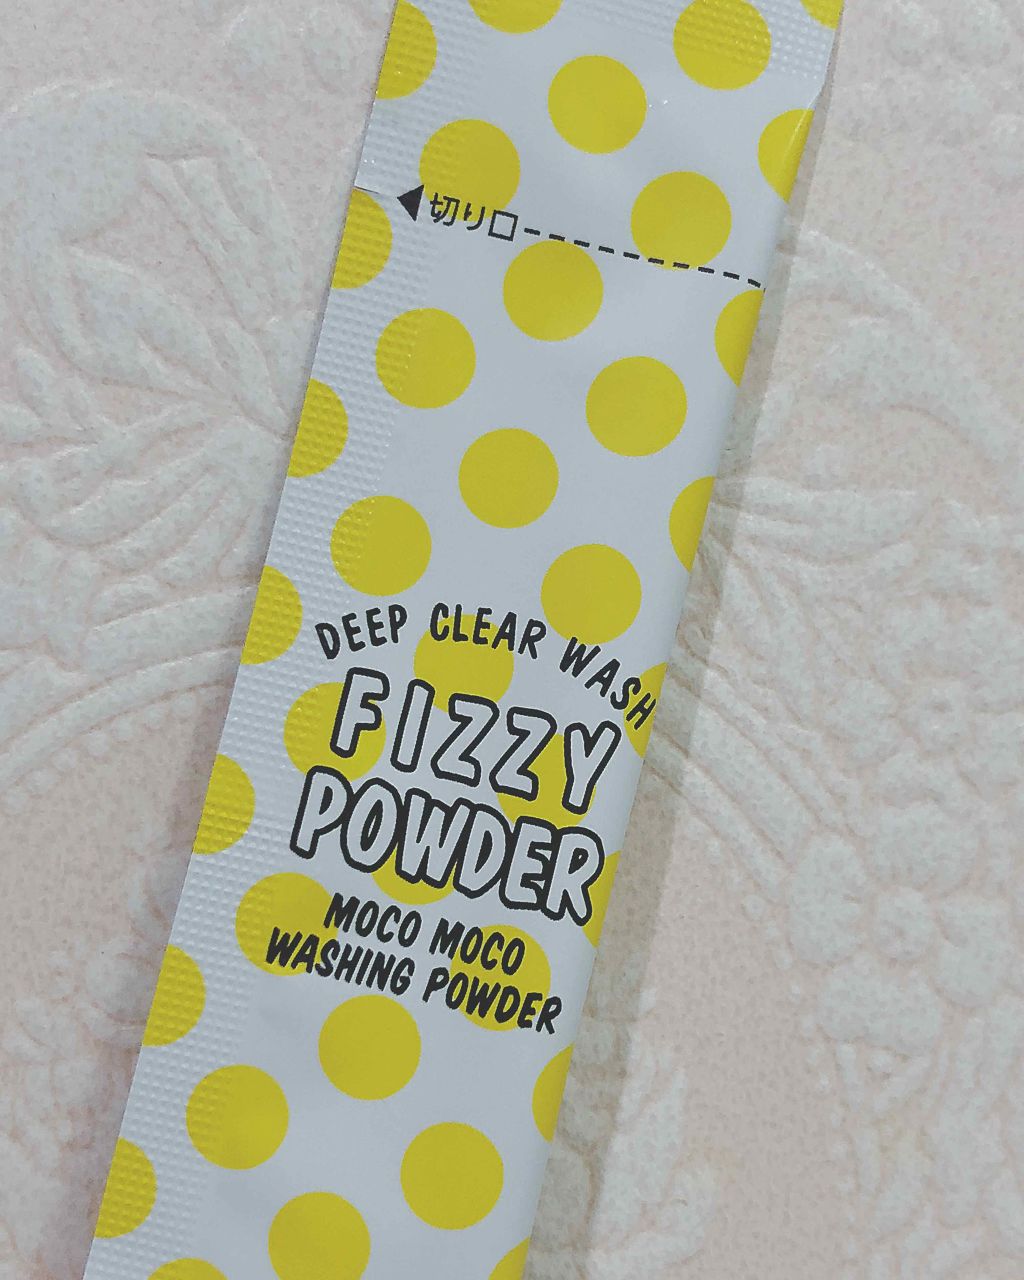 ◀切り口
DEEP CLEAR WASH
FIZZY
POWDER
MOCO MOCO
WASHING POWDER